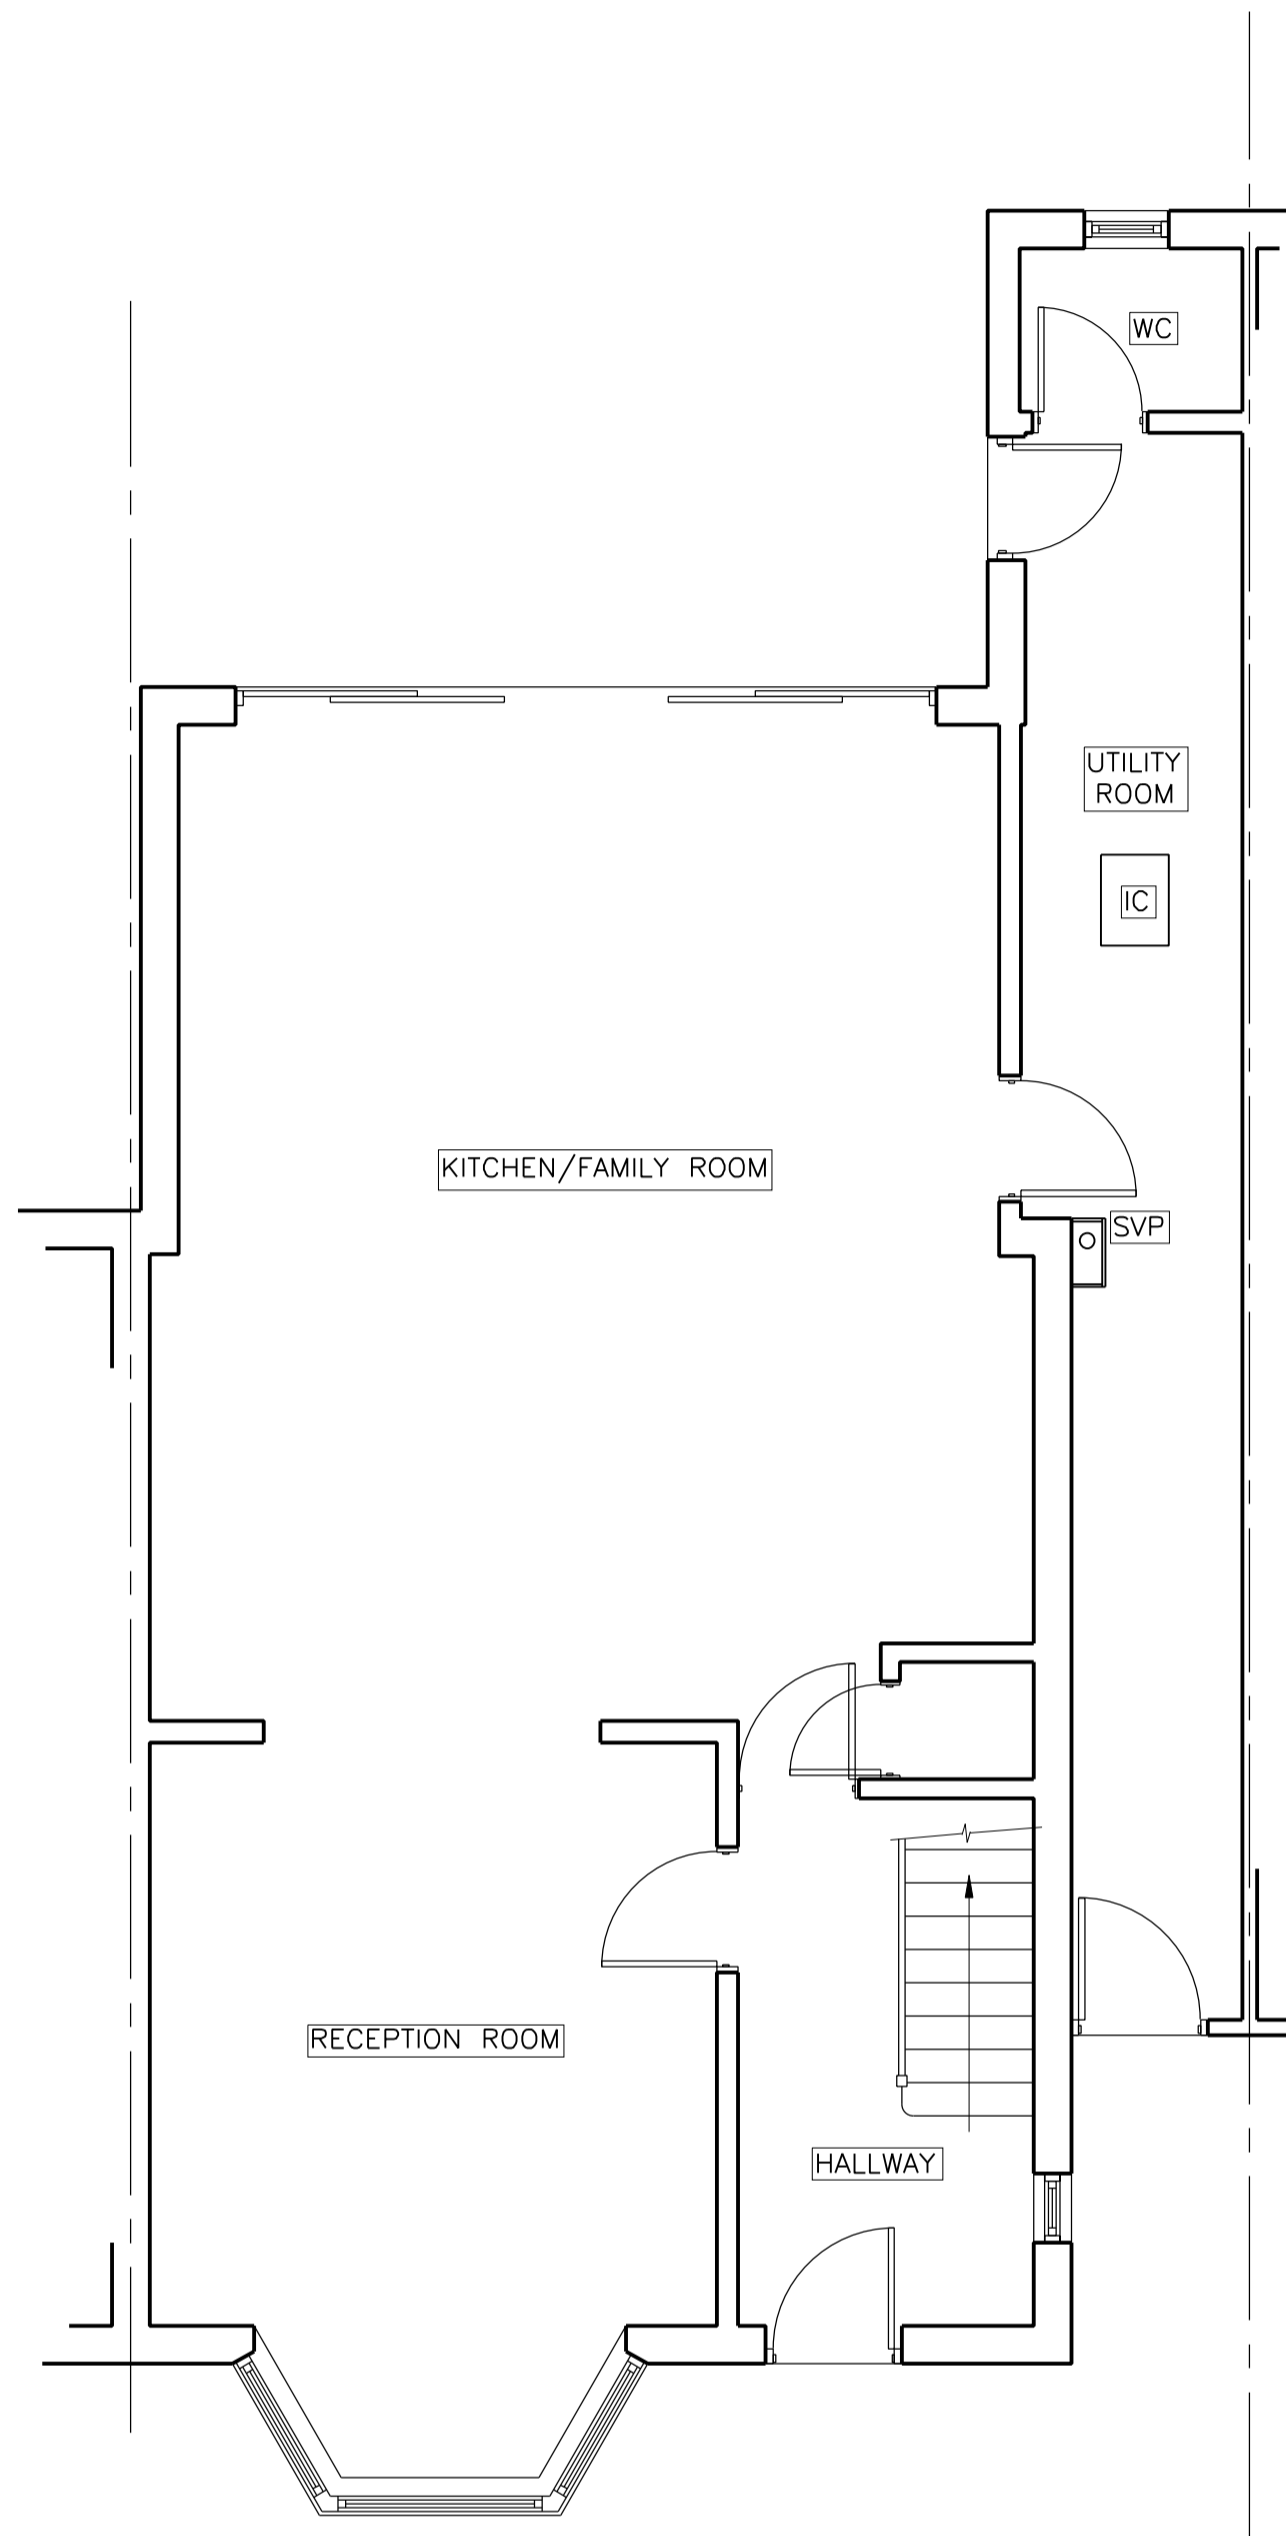 WC
UTILITY
ROOM
IC
KITCHEN/FAMILY ROOM
SVP
RECEPTION ROOM
HALLWAY